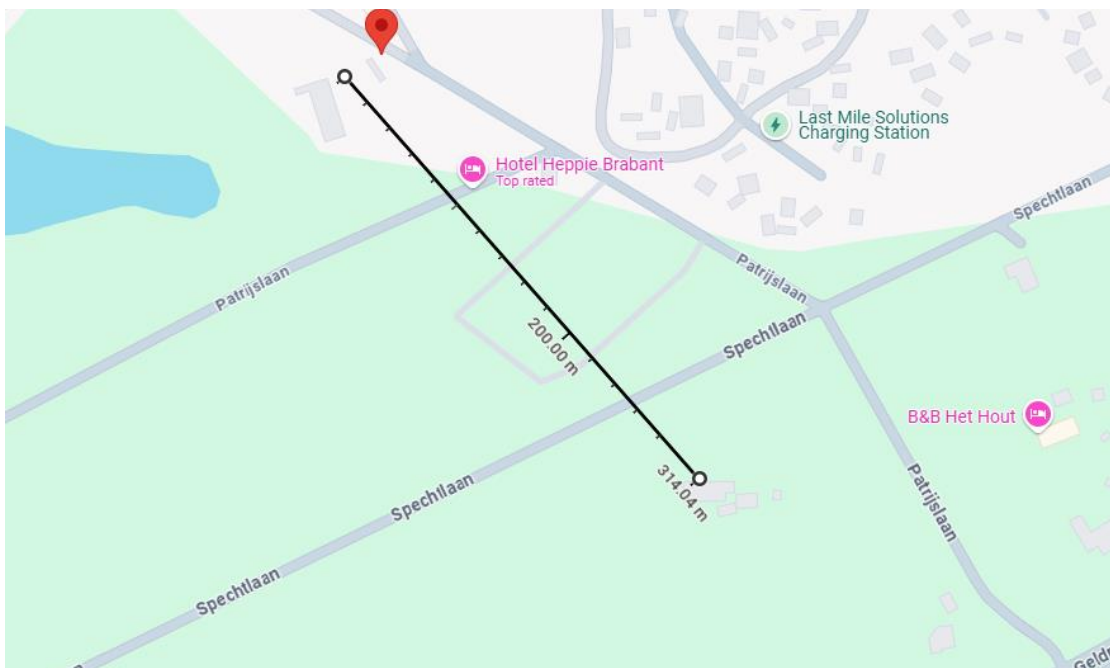 Last Mile Solutions
Charging Station
Hotel Heppie Brabant
Top rated
Spechtlaan
Patrijslaan
Patrijslaan
200.00 m
Spechtlaan
B&B Het Hout
314.04 m
Spechtlaan
Patrijslaan
Spechtlaan